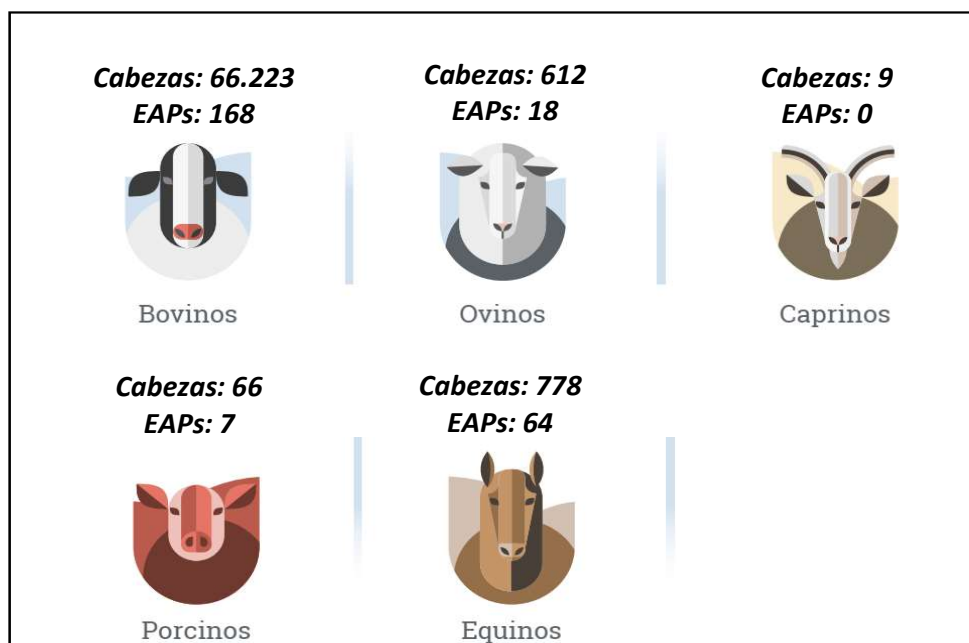 Cabezas: 66.223
EAPs: 168
Bovinos
Cabezas: 612
EAPs: 18
Ovinos
Cabezas: 9
EAPs: 0
Caprinos
Cabezas: 66
EAPs: 7
Porcinos
Cabezas: 778
EAPs: 64
Equinos